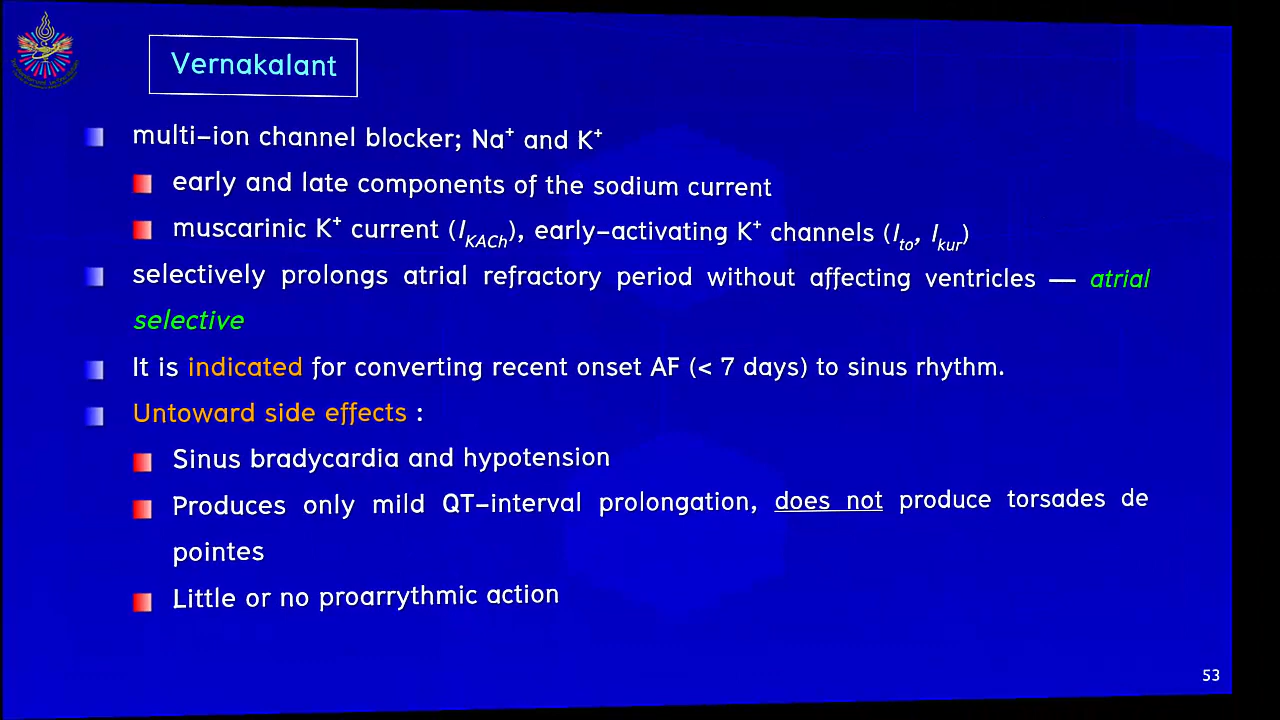 Vernakalant
multi–ion channel blocker; Na⁺ and K⁺
early and late components of the sodium current
muscarinic K⁺ current (I_KACh), early–activating K⁺ channels (I_to, I_kur)
selectively prolongs atrial refractory period without affecting ventricles — atrial
selective
It is indicated for converting recent onset AF (< 7 days) to sinus rhythm.
Untoward side effects :
Sinus bradycardia and hypotension
Produces only mild QT–interval prolongation, does not produce torsades de
pointes
Little or no proarrythmic action
53